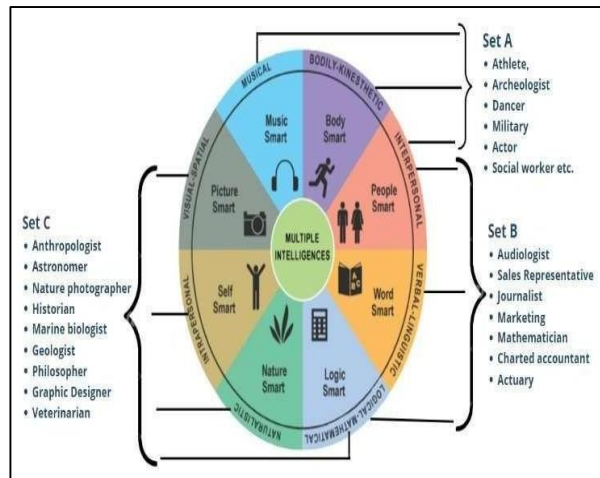 Set A
• Athlete,
• Archeologist
• Dancer
• Military
• Actor
• Social worker etc.
Set B
• Audiologist
• Sales Representative
• Journalist
• Marketing
• Mathematician
• Charted accountant
• Actuary
Set C
• Anthropologist
• Astronomer
• Nature photographer
• Historian
• Marine biologist
• Geologist
• Philosopher
• Graphic Designer
• Veterinarian
MUSICAL
BODILY-KINESTHETIC
INTERPERSONAL
VERBAL-LINGUISTIC
LOGICAL-MATHEMATICAL
NATURALISTIC
INTRAPERSONAL
VISUAL-SPATIAL
Music
Smart
Body
Smart
People
Smart
Word
Smart
Logic
Smart
Nature
Smart
Self
Smart
Picture
Smart
MULTIPLE
INTELLIGENCES
A
B C